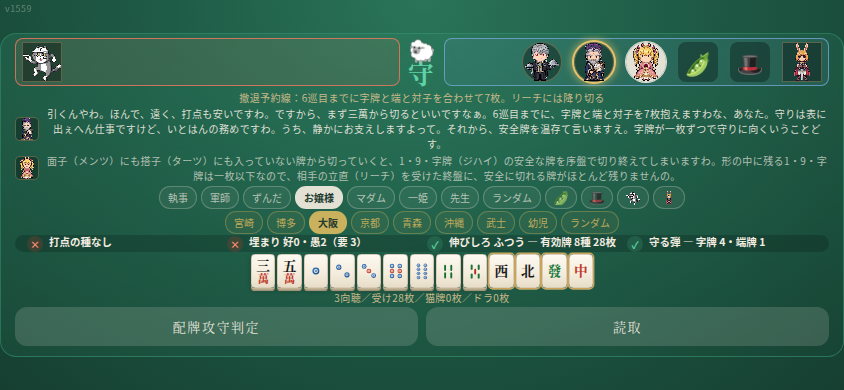 v1559
守
撤退予約線：6巡目までに字牌と端と対子を合わせて7枚。リーチには降り切る
引くんやわ。ほんで、遠く、打点も安いですわ。ですから、まず三萬から切るといいですなぁ。6巡目までに、字牌と端と対子を7枚抱えますわな、あなた。守りは表に
出ぇへん仕事ですけど、いとはんの務めですわ。うち、静かにお支えしますよって。それから、安全牌を温存て言いますえ。字牌が一枚ずつで守りに向くいうことど
す。
面子（メンツ）にも搭子（ターツ）にも入っていない牌から切っていくと、1・9・字牌（ジハイ）の安全な牌を序盤で切り終えてしまいますわ。形の中に残る1・9・字
牌は一枚以下なので、相手の立直（リーチ）を受けた終盤に、安全に切れる牌がほとんど残りませんの。
執事 軍師 ずんだ お嬢様 マダム 一姫 先生 ランダム
宮崎 博多 大阪 京都 青森 沖縄 武士 幼児 ランダム
打点の種なし 埋まり 好0・愚2（要 3） 伸びしろ ふつう — 有効牌 8種 28枚 守る弾 — 字牌 4・端牌 1
三萬 五萬 西 北 發 中
3向聴／受け28枚／猫牌0枚／ドラ0枚
配牌攻守判定 読取